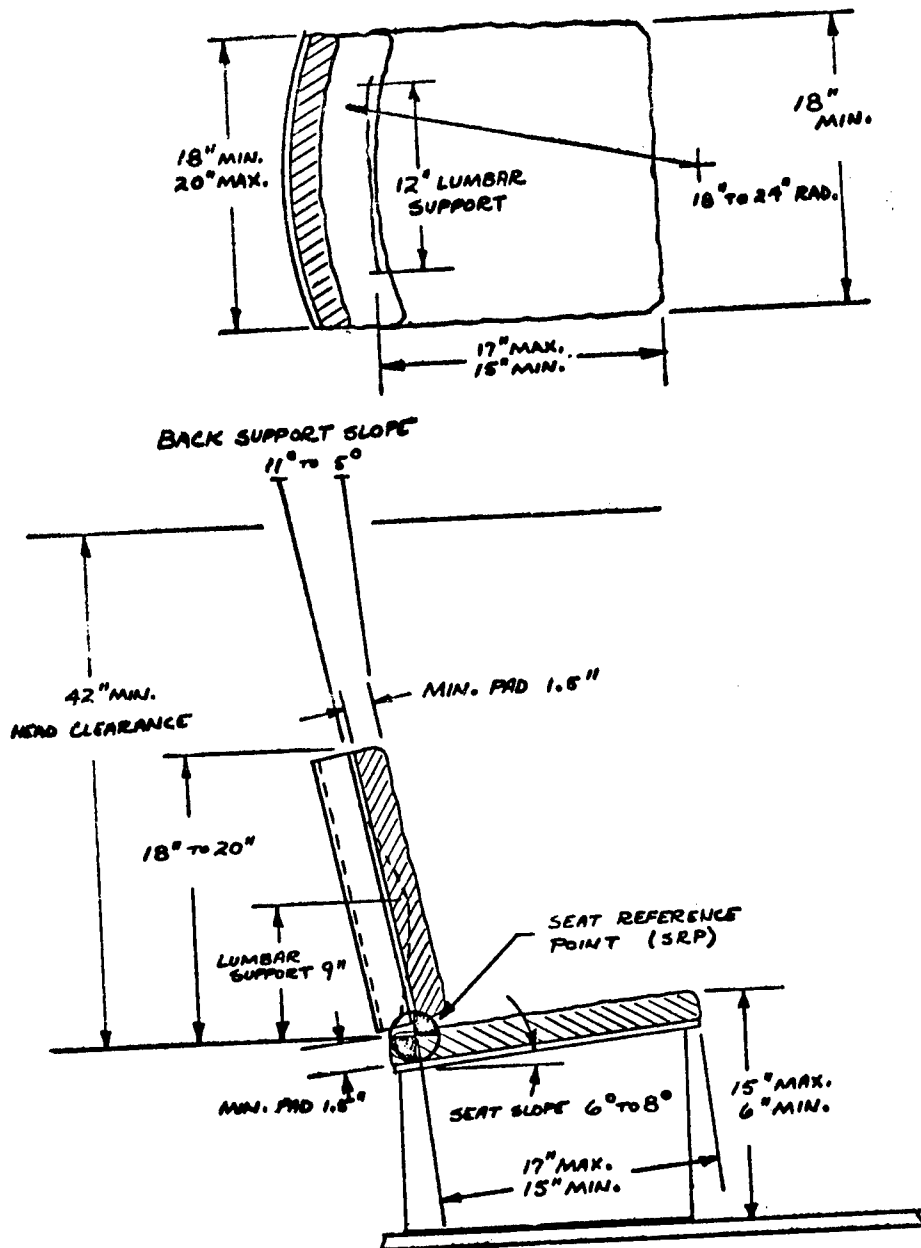 18" MIN.
20" MAX.
12" LUMBAR
SUPPORT
18"
MIN.
18" TO 24" RAD.
17" MAX.
15" MIN.
BACK SUPPORT SLOPE
11° TO 5°
42" MIN.
HEAD CLEARANCE
MIN. PAD 1.5"
18" TO 20"
LUMBAR
SUPPORT 9"
SEAT REFERENCE
POINT (SRP)
MIN. PAD 1.5"
SEAT SLOPE 6° TO 8°
15" MAX.
6" MIN.
17" MAX.
15" MIN.